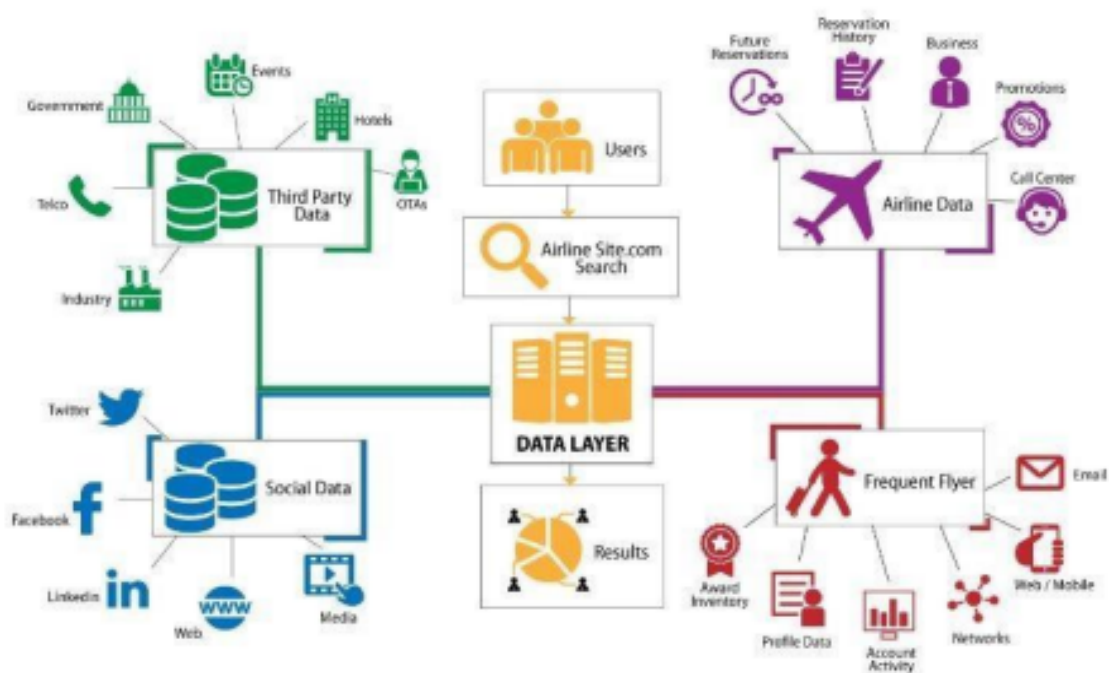 Government
Events
Hotels
Telco
Third Party
Data
OTAs
Industry
Users
Airline Site.com
Search
DATA LAYER
Results
Future
Reservations
Reservation
History
Business
Promotions
Airline Data
Call Center
Twitter
Facebook
Social Data
Linkedin
in
WWW
Web
Media
Frequent Flyer
Email
Web / Mobile
Award
Inventory
Profile Data
Account
Activity
Networks